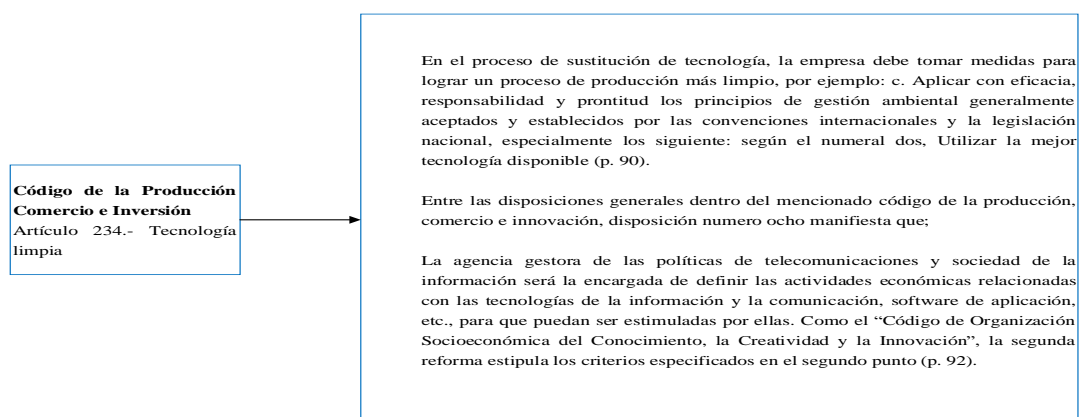 Código de la Producción
Comercio e Inversión
Artículo 234.- Tecnología
limpia
En el proceso de sustitución de tecnología, la empresa debe tomar medidas para
lograr un proceso de producción más limpio, por ejemplo: c. Aplicar con eficacia,
responsabilidad y prontitud los principios de gestión ambiental generalmente
aceptados y establecidos por las convenciones internacionales y la legislación
nacional, especialmente los siguiente: según el numeral dos, Utilizar la mejor
tecnología disponible (p. 90).
Entre las disposiciones generales dentro del mencionado código de la producción,
comercio e innovación, disposición numero ocho manifiesta que;
La agencia gestora de las políticas de telecomunicaciones y sociedad de la
información será la encargada de definir las actividades económicas relacionadas
con las tecnologías de la información y la comunicación, software de aplicación,
etc., para que puedan ser estimuladas por ellas. Como el “Código de Organización
Socioeconómica del Conocimiento, la Creatividad y la Innovación”, la segunda
reforma estipula los criterios especificados en el segundo punto (p. 92).